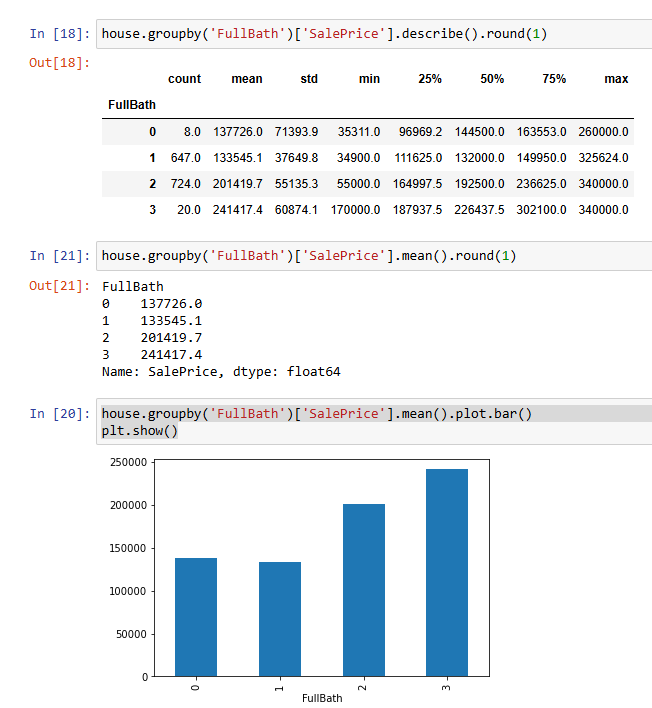 In [18]: house.groupby('FullBath')['SalePrice'].describe().round(1)
Out[18]:
count mean std min 25% 50% 75% max
FullBath
0 8.0 137726.0 71393.9 35311.0 96969.2 144500.0 163553.0 260000.0
1 647.0 133545.1 37649.8 34900.0 111625.0 132000.0 149950.0 325624.0
2 724.0 201419.7 55135.3 55000.0 164997.5 192500.0 236625.0 340000.0
3 20.0 241417.4 60874.1 170000.0 187937.5 226437.5 302100.0 340000.0
In [21]: house.groupby('FullBath')['SalePrice'].mean().round(1)
Out[21]: FullBath
0 137726.0
1 133545.1
2 201419.7
3 241417.4
Name: SalePrice, dtype: float64
In [20]: house.groupby('FullBath')['SalePrice'].mean().plot.bar()
plt.show()
250000
200000
150000
100000
50000
0
0 1 2 3
FullBath